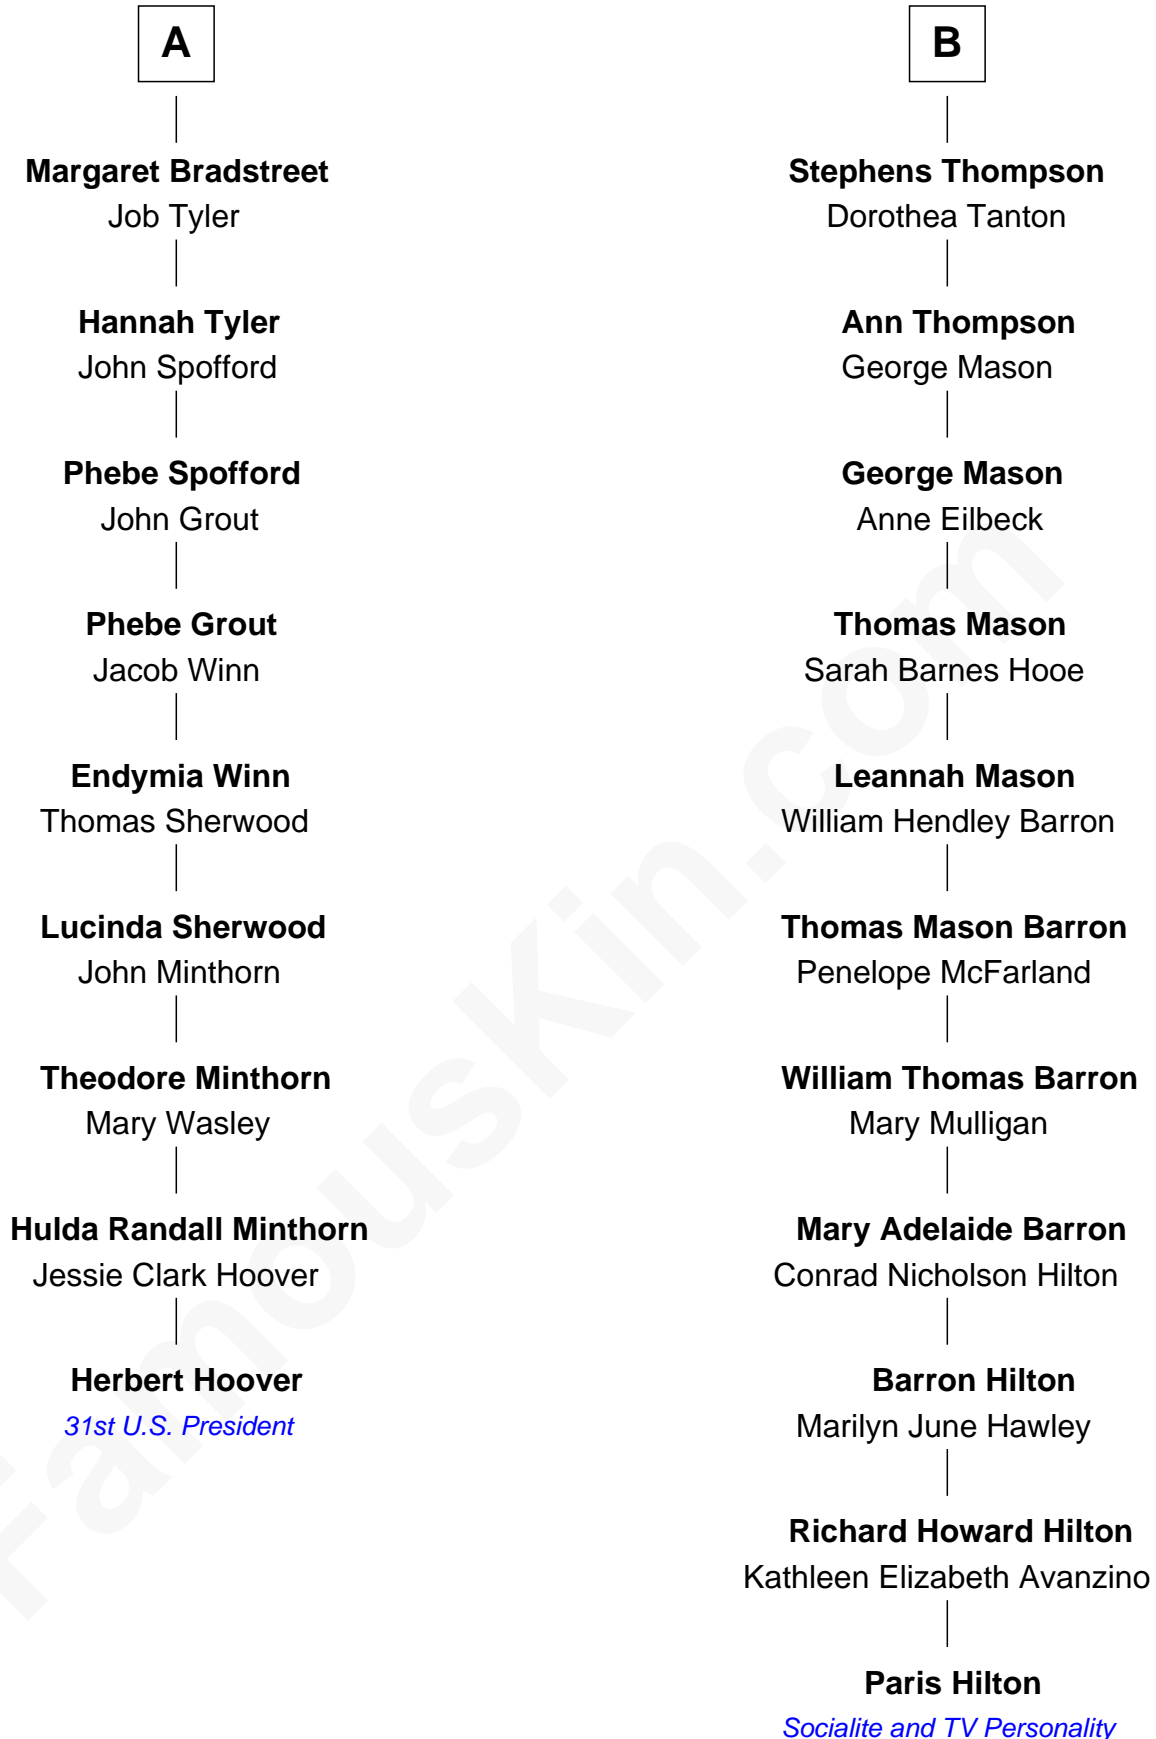 A
Margaret Bradstreet
Job Tyler
Hannah Tyler
John Spofford
Phebe Spofford
John Grout
Phebe Grout
Jacob Winn
Endymia Winn
Thomas Sherwood
Lucinda Sherwood
John Minthorn
Theodore Minthorn
Mary Wasley
Hulda Randall Minthorn
Jessie Clark Hoover
Herbert Hoover
31st U.S. President
B
Stephens Thompson
Dorothea Tanton
Ann Thompson
George Mason
George Mason
Anne Eilbeck
Thomas Mason
Sarah Barnes Hooe
Leannah Mason
William Hendley Barron
Thomas Mason Barron
Penelope McFarland
William Thomas Barron
Mary Mulligan
Mary Adelaide Barron
Conrad Nicholson Hilton
Barron Hilton
Marilyn June Hawley
Richard Howard Hilton
Kathleen Elizabeth Avanzino
Paris Hilton
Socialite and TV Personality
FamousKin.com